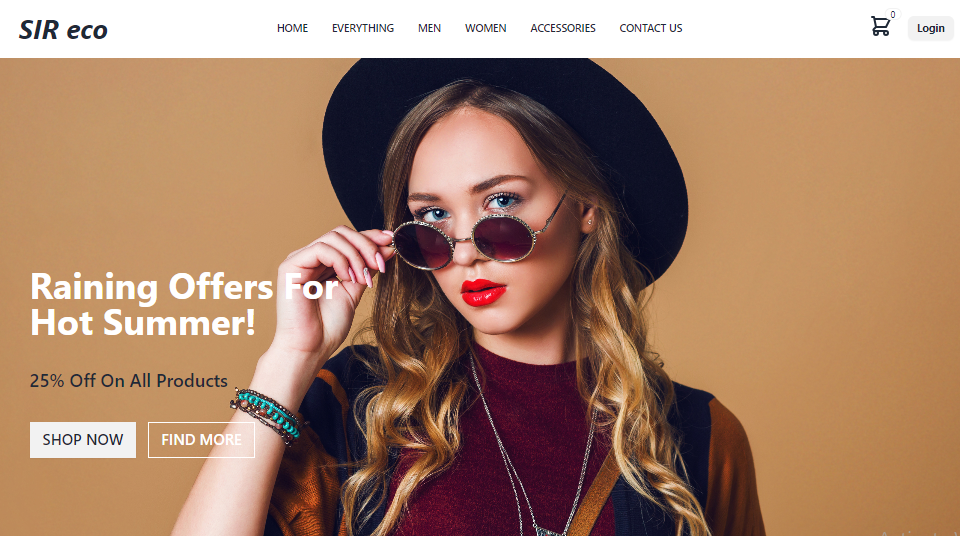 SIR eco
HOME EVERYTHING MEN WOMEN ACCESSORIES CONTACT US
0
Login
Raining Offers For
Hot Summer!
25% Off On All Products
SHOP NOW FIND MORE